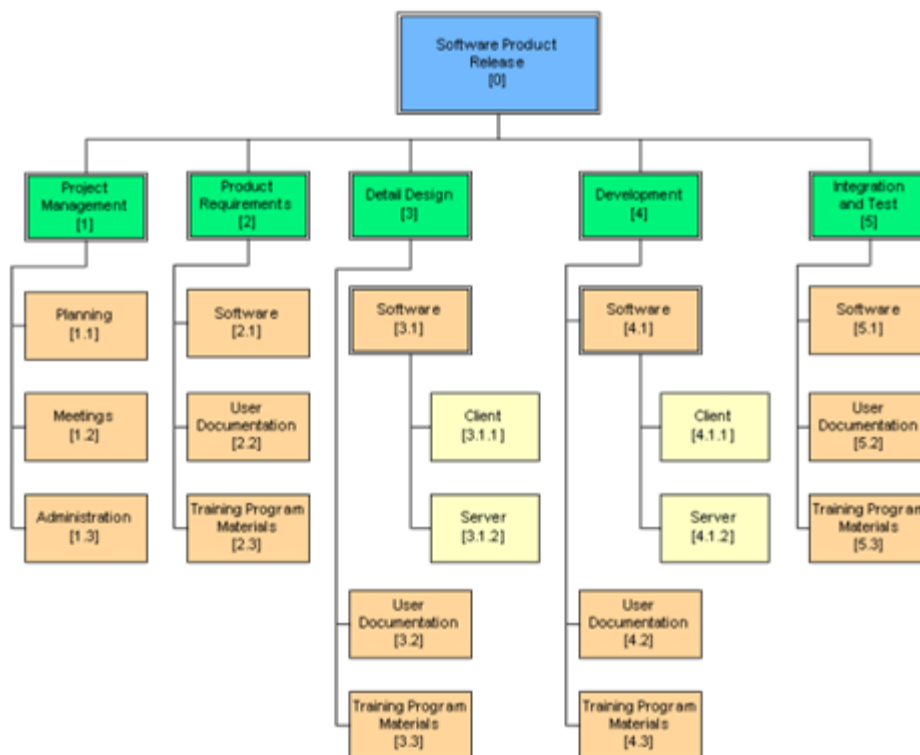 Software Product
Release
[0]
Project
Management
[1]
Product
Requirements
[2]
Detail Design
[3]
Development
[4]
Integration
and Test
[5]
Planning
[1.1]
Meetings
[1.2]
Administration
[1.3]
Software
[2.1]
User
Documentation
[2.2]
Training Program
Materials
[2.3]
Software
[3.1]
Client
[3.1.1]
Server
[3.1.2]
User
Documentation
[3.2]
Training Program
Materials
[3.3]
Software
[4.1]
Client
[4.1.1]
Server
[4.1.2]
User
Documentation
[4.2]
Training Program
Materials
[4.3]
Software
[5.1]
User
Documentation
[5.2]
Training Program
Materials
[5.3]